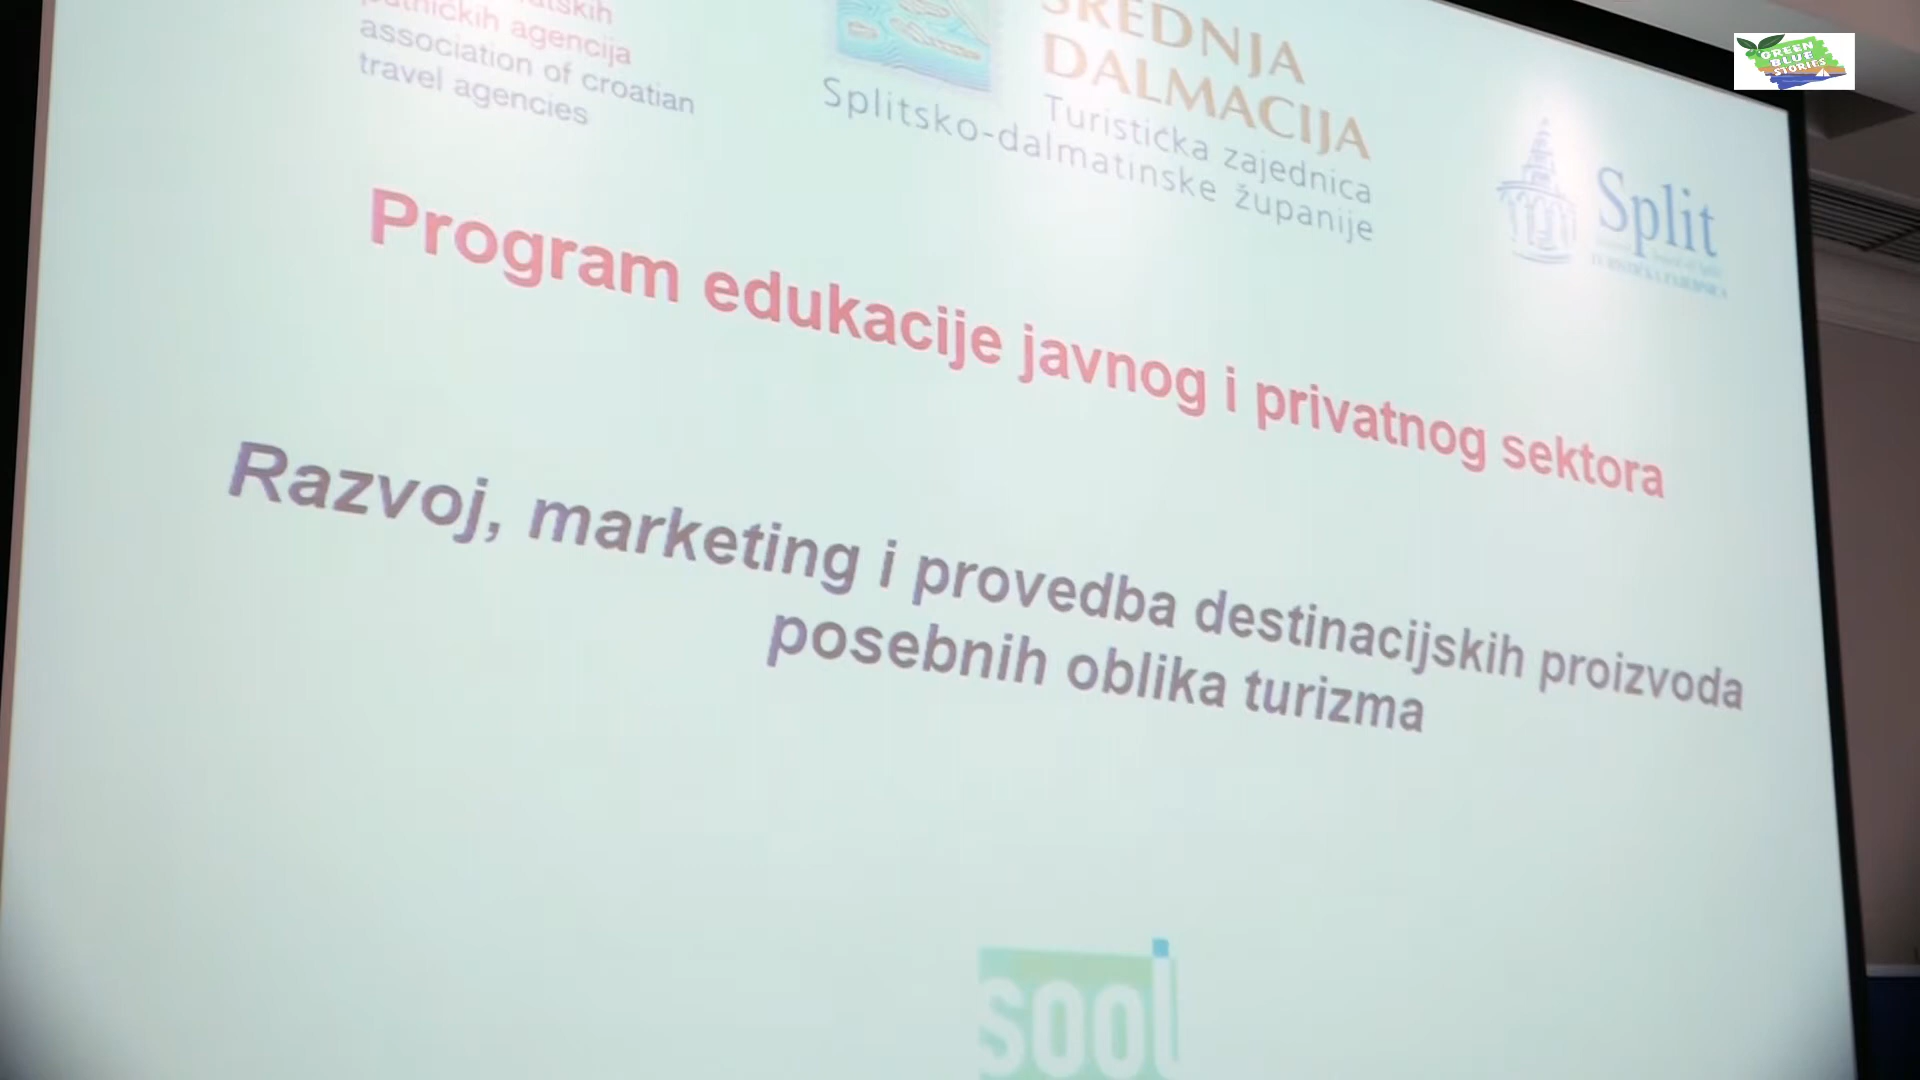 putničkih agencija
association of croatian
travel agencies
SREDNJA
DALMACIJA
Turistička zajednica
Splitsko-dalmatinske županije
Split
Program edukacije javnog i privatnog sektora
Razvoj, marketing i provedba destinacijskih proizvoda
posebnih oblika turizma
sool
GREEN
BLUE
STORIES